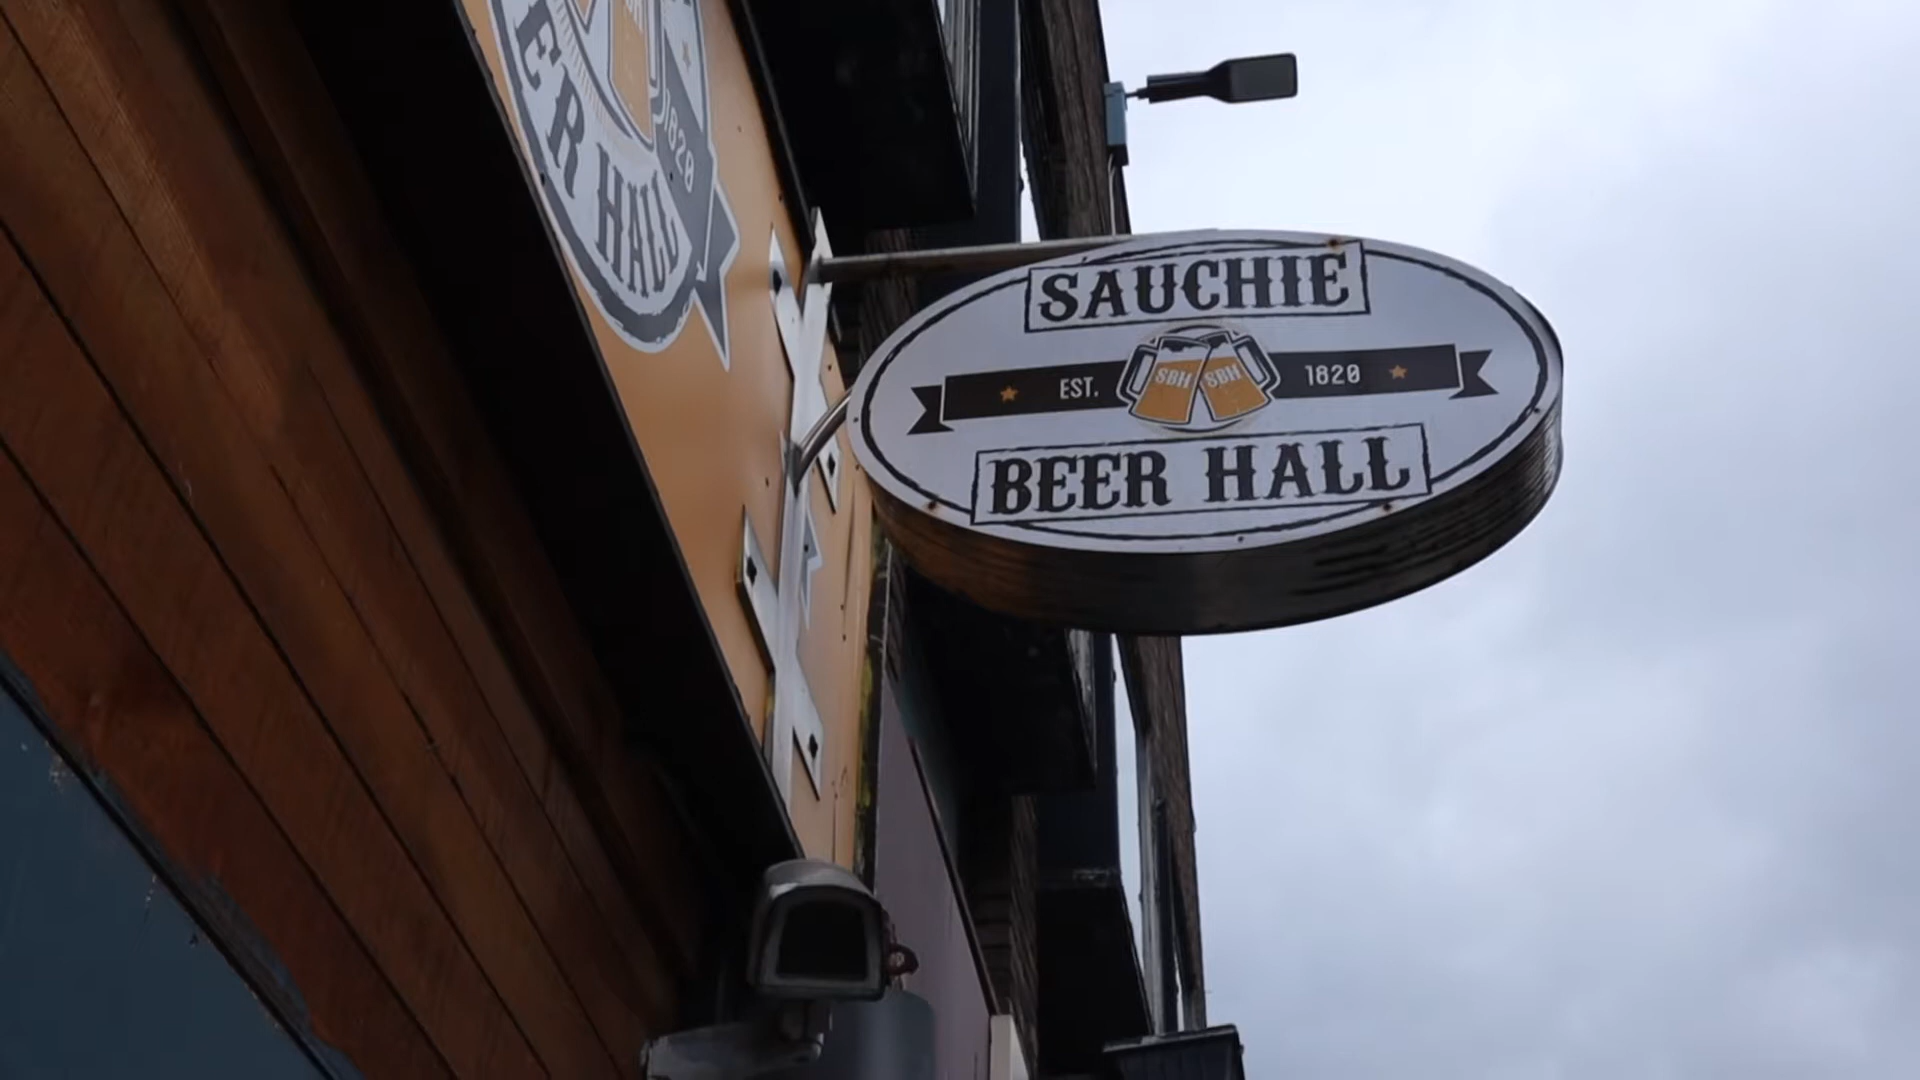 ER HALL
1820
SAUCHIE
EST. SBH SBH 1820
BEER HALL